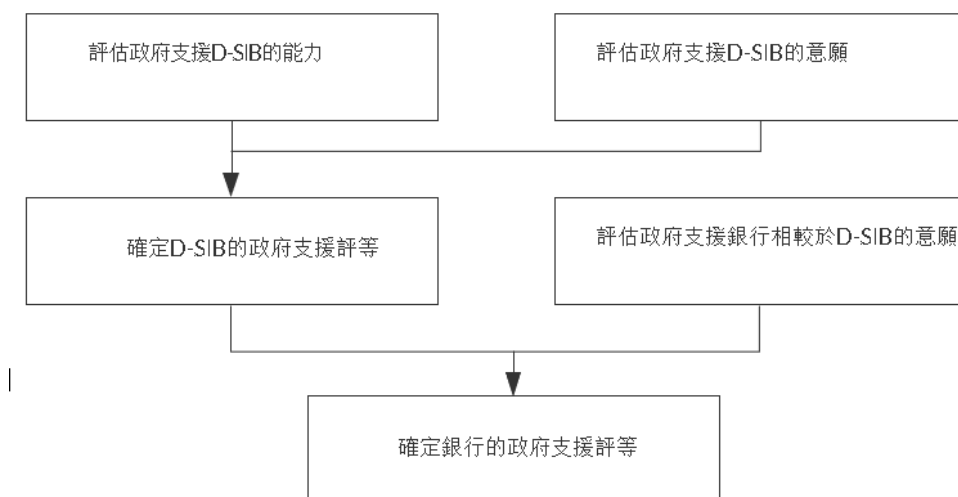 評估政府支援D-SIB的能力
評估政府支援D-SIB的意願
確定D-SIB的政府支援評等
評估政府支援銀行相較於D-SIB的意願
確定銀行的政府支援評等